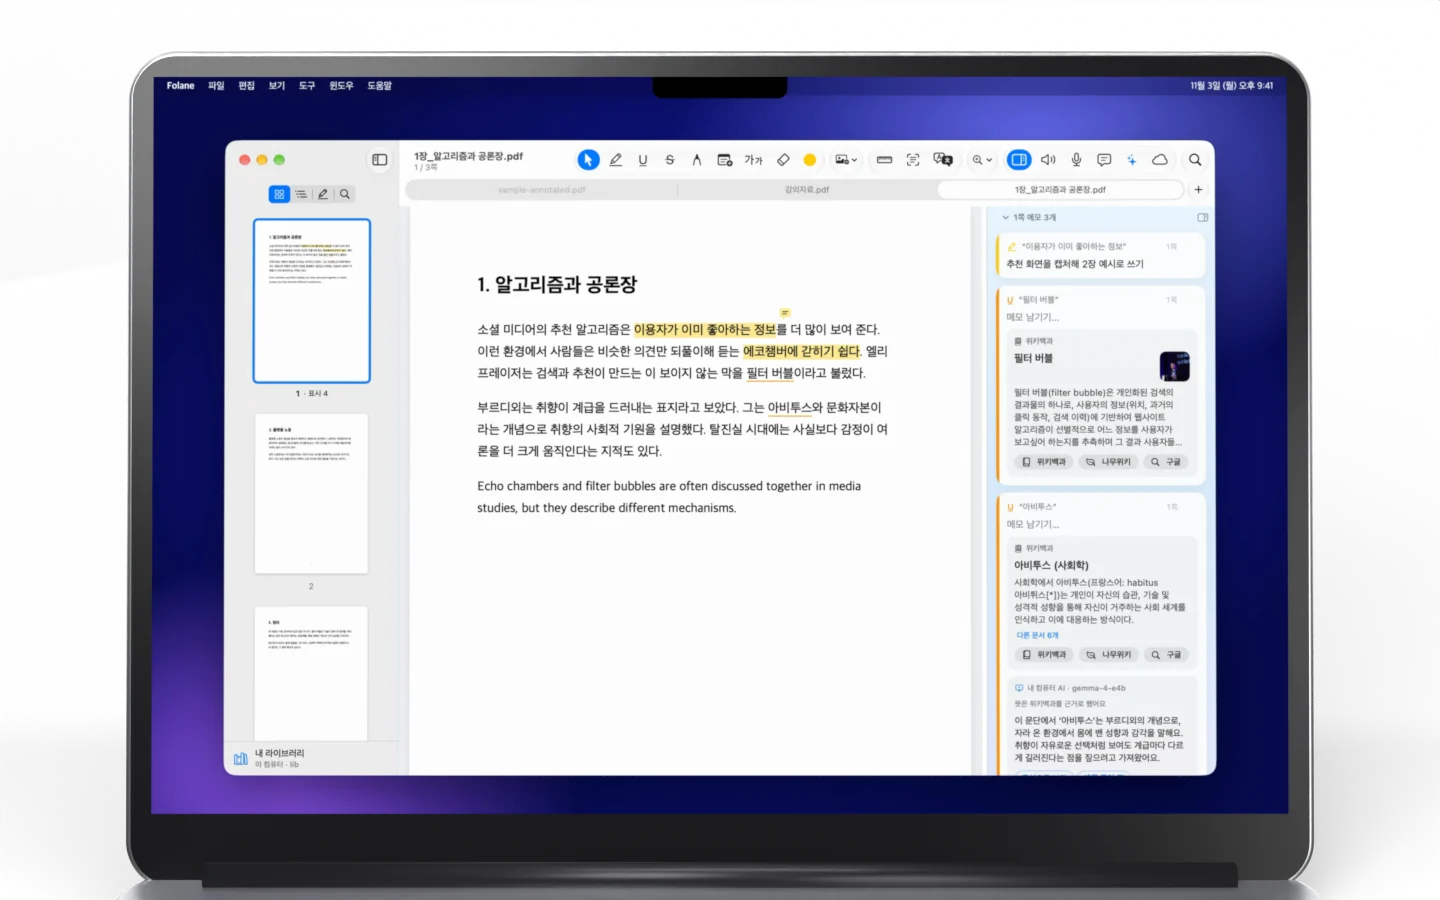 Folane 파일 편집 보기 도구 윈도우 도움말
11월 3일 (월) 오후 9:41
1장_알고리즘과 공론장.pdf
1 / 3쪽
가가
sample-annotated.pdf
강의자료.pdf
1장_알고리즘과 공론장.pdf
1 · 표시 4
2
내 라이브러리
이 컴퓨터 - lib
1. 알고리즘과 공론장
소셜 미디어의 추천 알고리즘은 이용자가 이미 좋아하는 정보를 더 많이 보여 준다.
이런 환경에서 사람들은 비슷한 의견만 되풀이해 듣는 에코챔버에 갇히기 쉽다. 엘리
프레이저는 검색과 추천이 만드는 이 보이지 않는 막을 필터 버블이라고 불렀다.
부르디외는 취향이 계급을 드러내는 표지라고 보았다. 그는 아비투스와 문화자본이
라는 개념으로 취향의 사회적 기원을 설명했다. 탈진실 시대에는 사실보다 감정이 여
론을 더 크게 움직인다는 지적도 있다.
Echo chambers and filter bubbles are often discussed together in media
studies, but they describe different mechanisms.
1쪽 메모 3개
"이용자가 이미 좋아하는 정보" 1쪽
추천 화면을 캡처해 2장 예시로 쓰기
"필터 버블" 1쪽
메모 남기기...
위키백과
필터 버블
필터 버블(filter bubble)은 개인화된 검색의
결과물의 하나로, 사용자의 정보(위치, 과거의
클릭 동작, 검색 이력)에 기반하여 웹사이트
알고리즘이 선별적으로 어느 정보를 사용자가
보고싶어 하는지를 추측하며 그 결과 사용자들...
위키백과 나무위키 구글
"아비투스" 1쪽
메모 남기기...
위키백과
아비투스 (사회학)
사회학에서 아비투스(프랑스어: habitus
아비튀스[*])는 개인이 자신의 습관, 기술 및
성격적 성향을 통해 자신이 거주하는 사회 세계를
인식하고 이에 대응하는 방식이다.
다른 문서 6개
위키백과 나무위키 구글
내 컴퓨터 AI · gemma-4-e4b
뜻은 위키백과를 근거로 했어요
이 문단에서 '아비투스'는 부르디외의 개념으로,
자라 온 환경에서 몸에 밴 성향과 감각을 말해요.
취향이 자유로운 선택처럼 보여도 계급마다 다르
게 길러진다는 점을 짚으려고 가져왔어요.